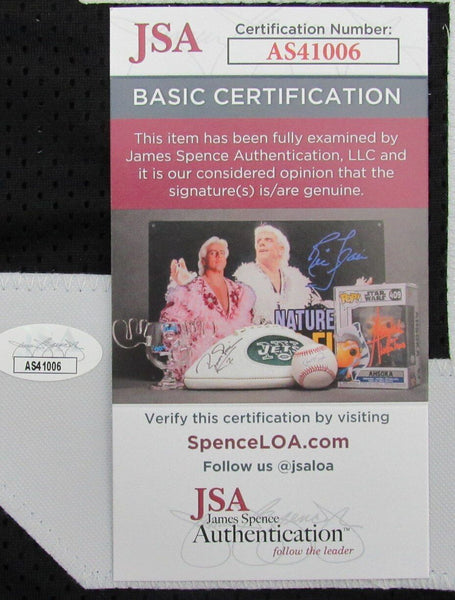 JSA
Certification Number:
AS41006
BASIC CERTIFICATION
This item has been fully examined by
James Spence Authentication, LLC and
it is our considered opinion that the
signature(s) is/are genuine.
STAR WARS
NATURE
JETS
AHSOKA
AS41006
Verify this certification by visiting
SpenceLOA.com
Follow us @jsaloa
JSA
James Spence
Authentication™
follow the leader